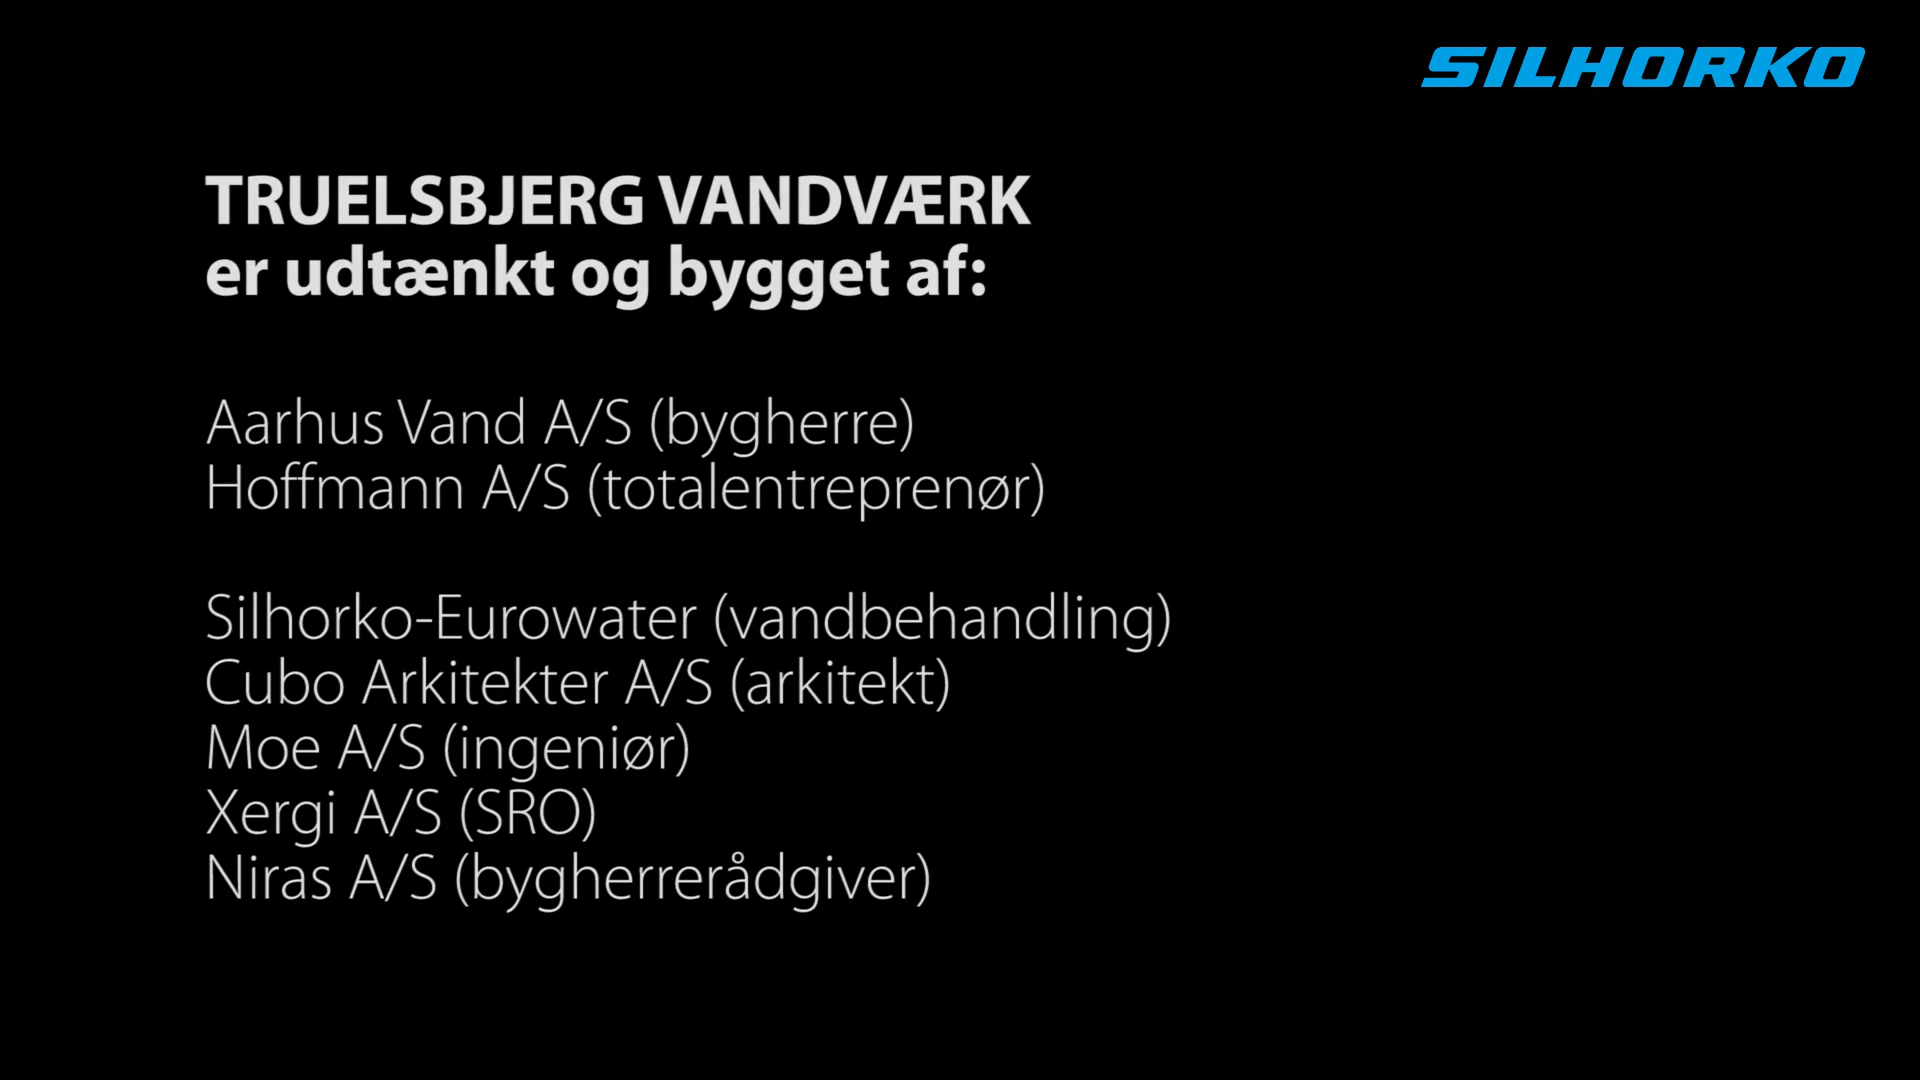 SILHORKO
TRUELSBJERG VANDVÆRK
er udtænkt og bygget af:
Aarhus Vand A/S (bygherre)
Hoffmann A/S (totalentreprenør)
Silhorko-Eurowater (vandbehandling)
Cubo Arkitekter A/S (arkitekt)
Moe A/S (ingeniør)
Xergi A/S (SRO)
Niras A/S (bygherrerådgiver)